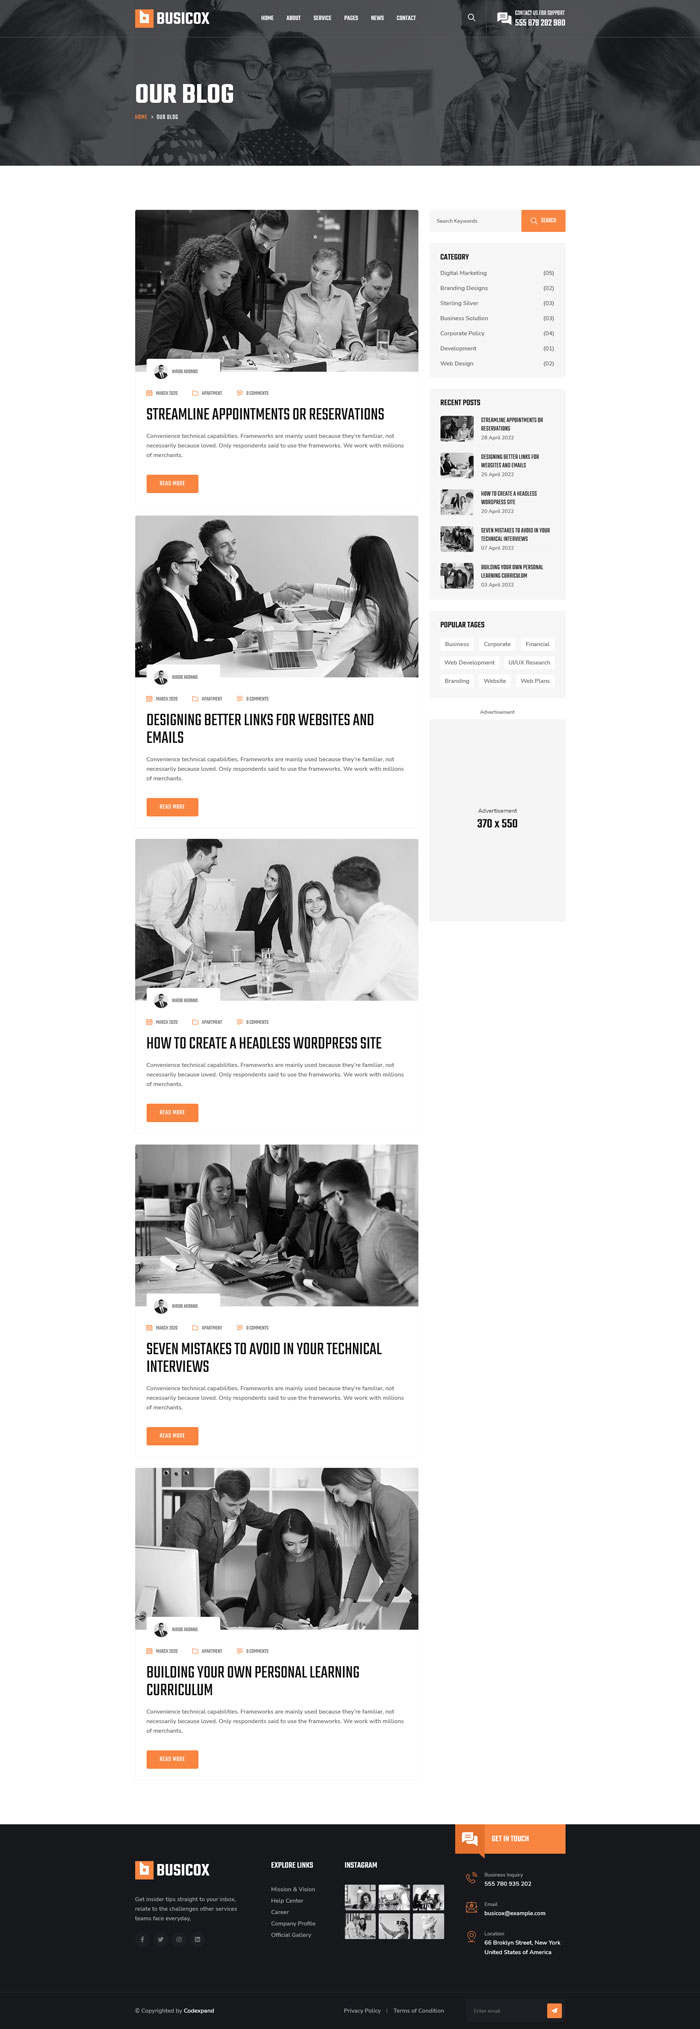 BUSICOX
HOME ABOUT SERVICE PAGES NEWS CONTACT
CONTACT US FOR SUPPORT
555 879 202 980
OUR BLOG
HOME > OUR BLOG
MARCH 2020 APARTMENT 0 COMMENTS
STREAMLINE APPOINTMENTS OR RESERVATIONS
Convenience technical capabilities. Frameworks are mainly used because they're familiar, not
necessarily because loved. Only respondents said to use the frameworks. We work with millions
of merchants.
READ MORE
MARCH 2020 APARTMENT 0 COMMENTS
DESIGNING BETTER LINKS FOR WEBSITES AND
EMAILS
Convenience technical capabilities. Frameworks are mainly used because they're familiar, not
necessarily because loved. Only respondents said to use the frameworks. We work with millions
of merchants.
READ MORE
MARCH 2020 APARTMENT 0 COMMENTS
HOW TO CREATE A HEADLESS WORDPRESS SITE
Convenience technical capabilities. Frameworks are mainly used because they're familiar, not
necessarily because loved. Only respondents said to use the frameworks. We work with millions
of merchants.
READ MORE
MARCH 2020 APARTMENT 0 COMMENTS
SEVEN MISTAKES TO AVOID IN YOUR TECHNICAL
INTERVIEWS
Convenience technical capabilities. Frameworks are mainly used because they're familiar, not
necessarily because loved. Only respondents said to use the frameworks. We work with millions
of merchants.
READ MORE
MARCH 2020 APARTMENT 0 COMMENTS
BUILDING YOUR OWN PERSONAL LEARNING
CURRICULUM
Convenience technical capabilities. Frameworks are mainly used because they're familiar, not
necessarily because loved. Only respondents said to use the frameworks. We work with millions
of merchants.
READ MORE
Search Keywords SEARCH
CATEGORY
Digital Marketing (05)
Branding Designs (02)
Sterling Silver (03)
Business Solution (03)
Corporate Policy (04)
Development (01)
Web Design (02)
RECENT POSTS
STREAMLINE APPOINTMENTS OR
RESERVATIONS
28 April 2022
DESIGNING BETTER LINKS FOR
WEBSITES AND EMAILS
25 April 2022
HOW TO CREATE A HEADLESS
WORDPRESS SITE
20 April 2022
SEVEN MISTAKES TO AVOID IN YOUR
TECHNICAL INTERVIEWS
07 April 2022
BUILDING YOUR OWN PERSONAL
LEARNING CURRICULUM
03 April 2022
POPULAR TAGES
Business Corporate Financial
Web Development UI/UX Research
Branding Website Web Plans
Advertisement
Advertisement
370 x 550
BUSICOX
Get insider tips straight to your inbox,
relate to the challenges other services
teams face everyday,
EXPLORE LINKS
Mission & Vision
Help Center
Career
Company Profile
Official Gallery
INSTAGRAM
GET IN TOUCH
Business Inquiry
555 780 935 202
Email
busicox@example.com
Location
66 Broklyn Street, New York
United States of America
© Copyrighted by Codexpand
Privacy Policy | Terms of Condition
Enter email